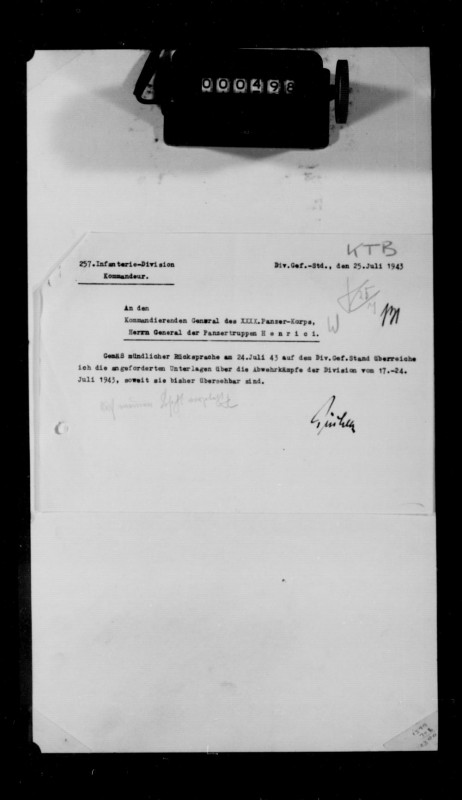 000498
KTB
257.Infanterie-Division
Div.Gef.-Std., den 25.Juli 1943
Kommandeur.
An den
Kommandierenden General des XXXX.Panzer-Korps,
Herrn General der Panzertruppen H e n r i c i.
Gemäß mündlicher Rücksprache am 24.Juli 43 auf dem Div.Gef.Stand überreiche
ich die angeforderten Unterlagen über die Abwehrkämpfe der Division vom 17.-24.
Juli 1943, soweit sie bisher übersehbar sind.